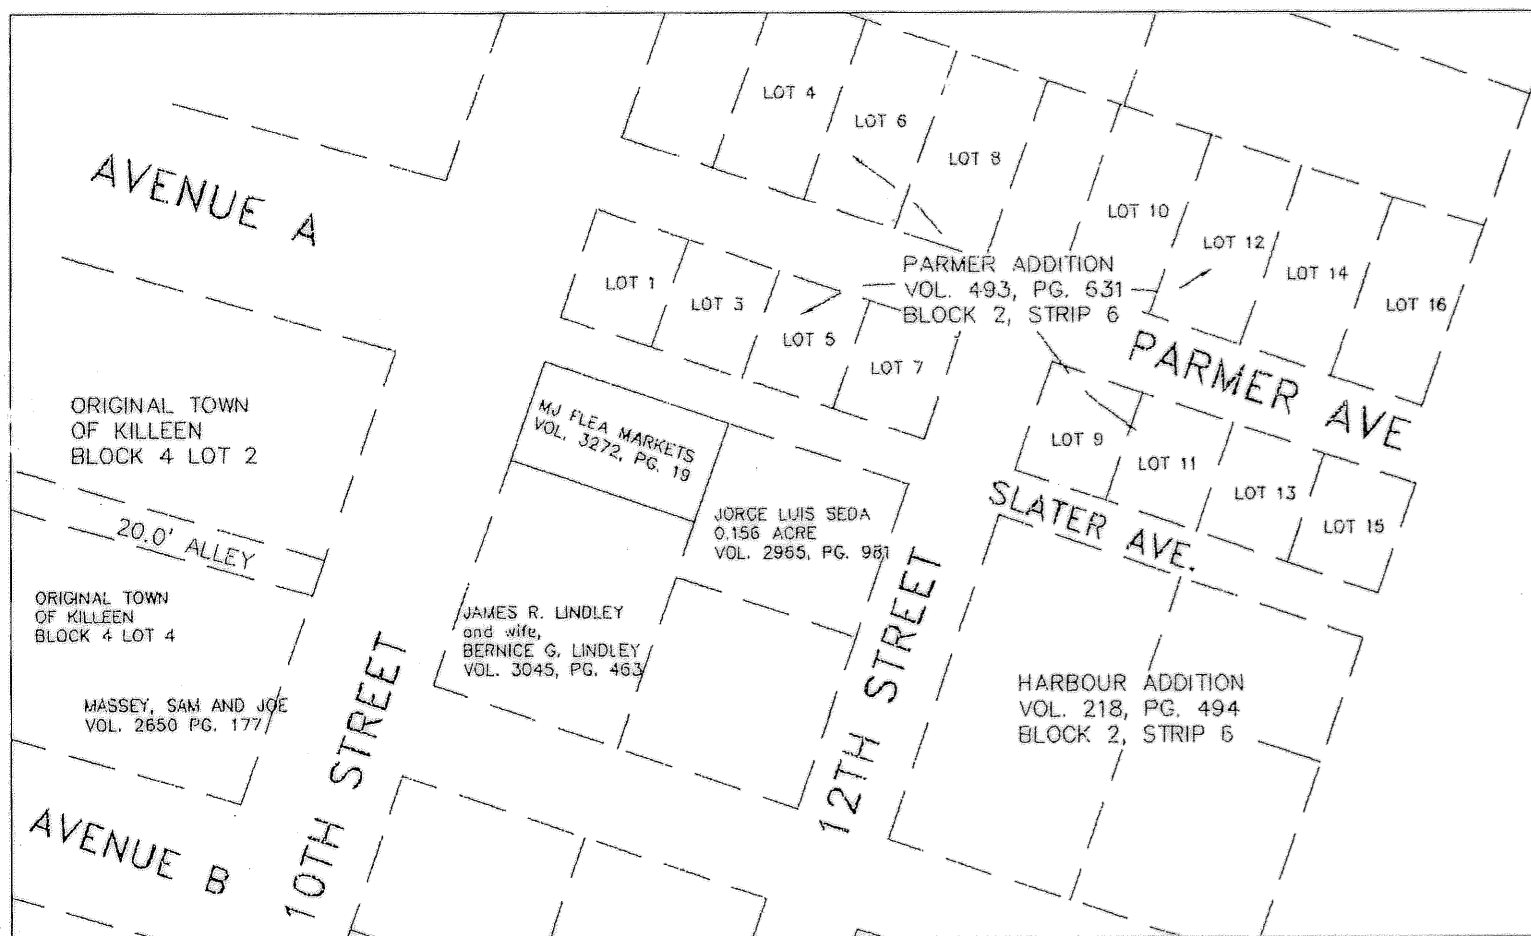 LOT 4
LOT 6
LOT 8
LOT 10
LOT 12
LOT 14
LOT 16
AVENUE A
PARMER ADDITION
VOL. 493, PG. 631
BLOCK 2, STRIP 6
LOT 1
LOT 3
LOT 5
LOT 7
PARMER AVE
LOT 9
LOT 11
LOT 13
LOT 15
SLATER AVE.
ORIGINAL TOWN
OF KILLEEN
BLOCK 4 LOT 2
MJ FLEA MARKETS
VOL. 3272, PG. 19
JORGE LUIS SEDA
0.156 ACRE
VOL. 2965, PG. 981
20.0' ALLEY
ORIGINAL TOWN
OF KILLEEN
BLOCK 4 LOT 4
JAMES R. LINDLEY
and wife,
BERNICE G. LINDLEY
VOL. 3045, PG. 463
MASSEY, SAM AND JOE
VOL. 2650 PG. 177
10TH STREET
12TH STREET
HARBOUR ADDITION
VOL. 218, PG. 494
BLOCK 2, STRIP 6
AVENUE B